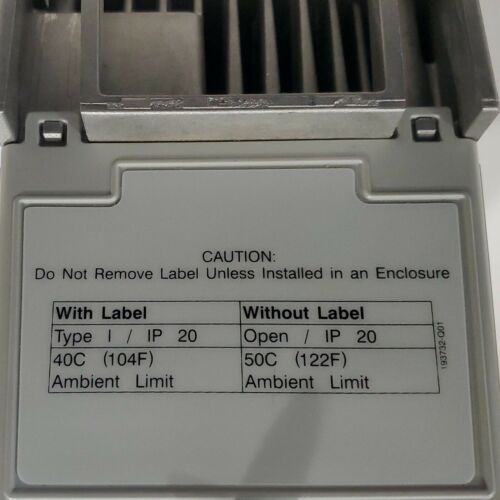 CAUTION:
Do Not Remove Label Unless Installed in an Enclosure
With Label Without Label
Type I / IP 20 Open / IP 20
40C (104F) 50C (122F)
Ambient Limit Ambient Limit
193732-Q01